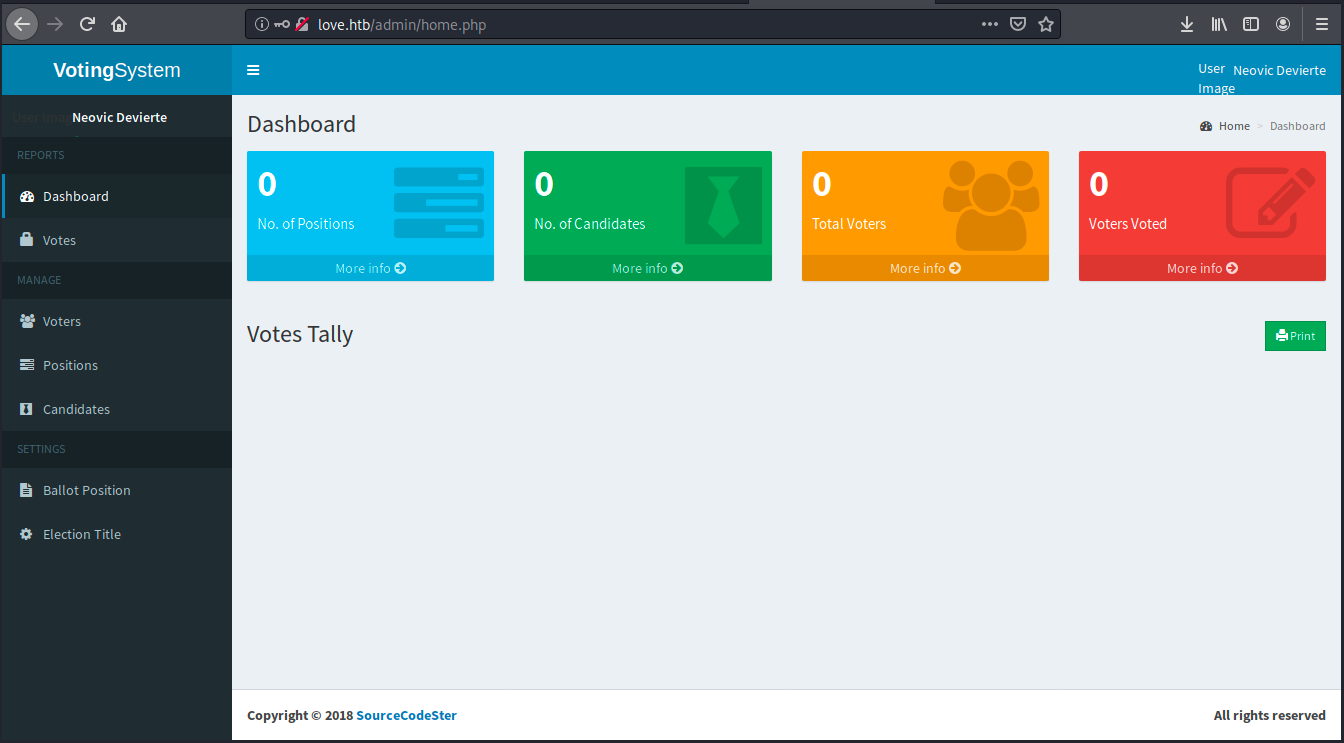 love.htb/admin/home.php
VotingSystem
User Image
Neovic Devierte
User Image
Neovic Devierte
REPORTS
Dashboard
Votes
MANAGE
Voters
Positions
Candidates
SETTINGS
Ballot Position
Election Title
Dashboard
Home > Dashboard
0
No. of Positions
More info
0
No. of Candidates
More info
0
Total Voters
More info
0
Voters Voted
More info
Votes Tally
Print
Copyright © 2018 SourceCodeSter
All rights reserved